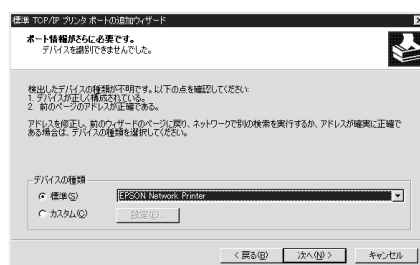 標準 TCP/IP プリンタ ポートの追加ウィザード
ポート情報がさらに必要です。
デバイスを識別できませんでした。
検出したデバイスの種類が不明です。以下の点を確認してください:
1. デバイスが正しく構成されている。
2. 前のページのアドレスが正確である。
アドレスを修正し、前のウィザードのページに戻り、ネットワークで別の検索を実行するか、アドレスが確実に正確で
ある場合は、デバイスの種類を選択してください。
デバイスの種類
標準(S) EPSON Network Printer
カスタム(C) 設定(E)...
< 戻る(B) 次へ(N) > キャンセル